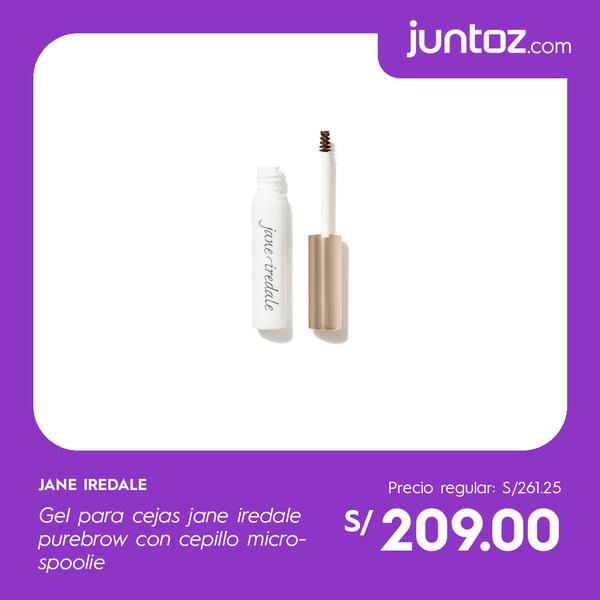 juntoz.com
jane iredale
JANE IREDALE
Gel para cejas jane iredale
purebrow con cepillo micro-
spoolie
Precio regular: S/261.25
S/ 209.00